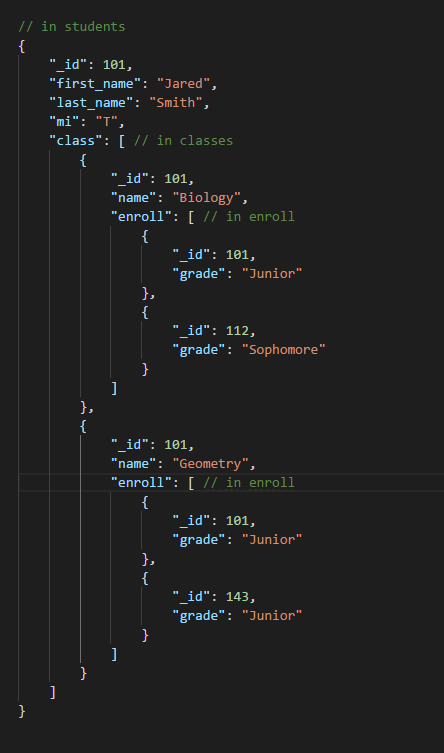 // in students
{
"_id": 101,
"first_name": "Jared",
"last_name": "Smith",
"mi": "T",
"class": [ // in classes
{
"_id": 101,
"name": "Biology",
"enroll": [ // in enroll
{
"_id": 101,
"grade": "Junior"
},
{
"_id": 112,
"grade": "Sophomore"
}
]
},
{
"_id": 101,
"name": "Geometry",
"enroll": [ // in enroll
{
"_id": 101,
"grade": "Junior"
},
{
"_id": 143,
"grade": "Junior"
}
]
}
]
}